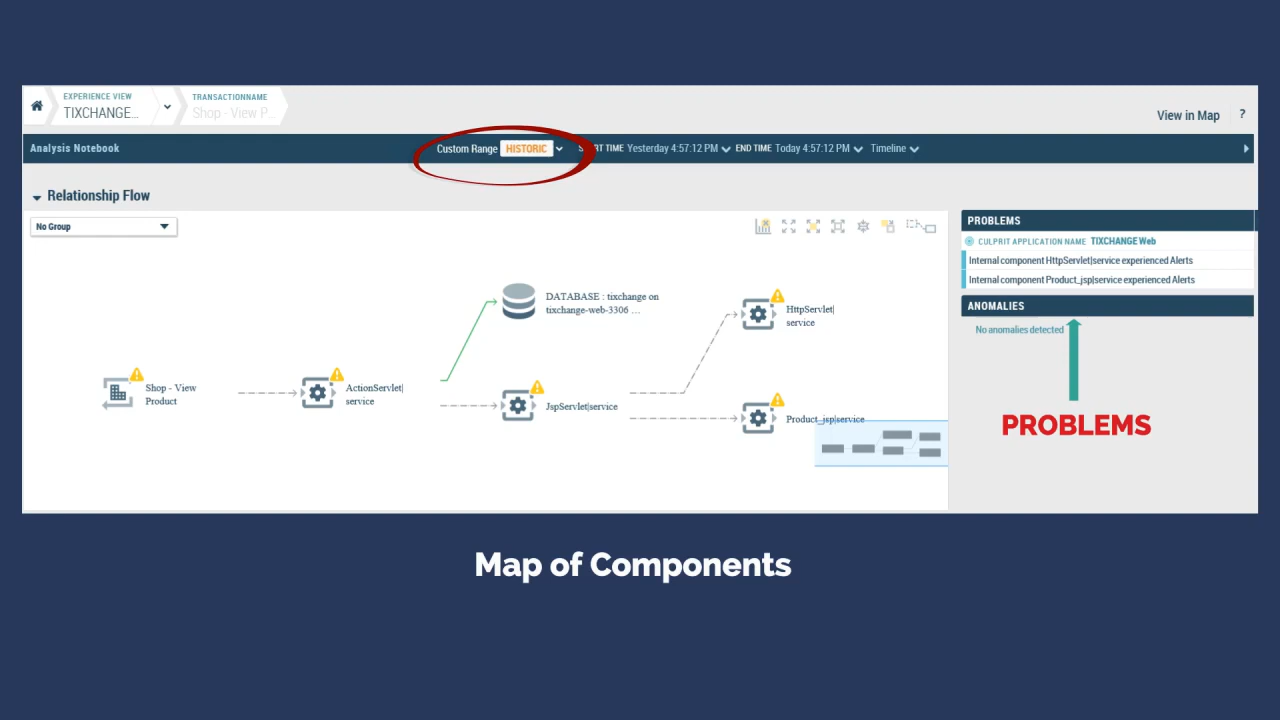 EXPERIENCE VIEW
TIXCHANGE...
TRANSACTIONNAME
Shop - View P...
View in Map
?
Analysis Notebook
Custom Range HISTORIC
RT TIME Yesterday 4:57:12 PM END TIME Today 4:57:12 PM Timeline
Relationship Flow
No Group
PROBLEMS
CULPRIT APPLICATION NAME TIXCHANGE Web
Internal component HttpServlet|service experienced Alerts
Internal component Product_jsp|service experienced Alerts
ANOMALIES
No anomalies detected
PROBLEMS
DATABASE : tixchange on
tixchange-web-3306 ...
HttpServlet|
service
Shop - View
Product
ActionServlet|
service
JspServlet|service
Product_jsp|service
Map of Components